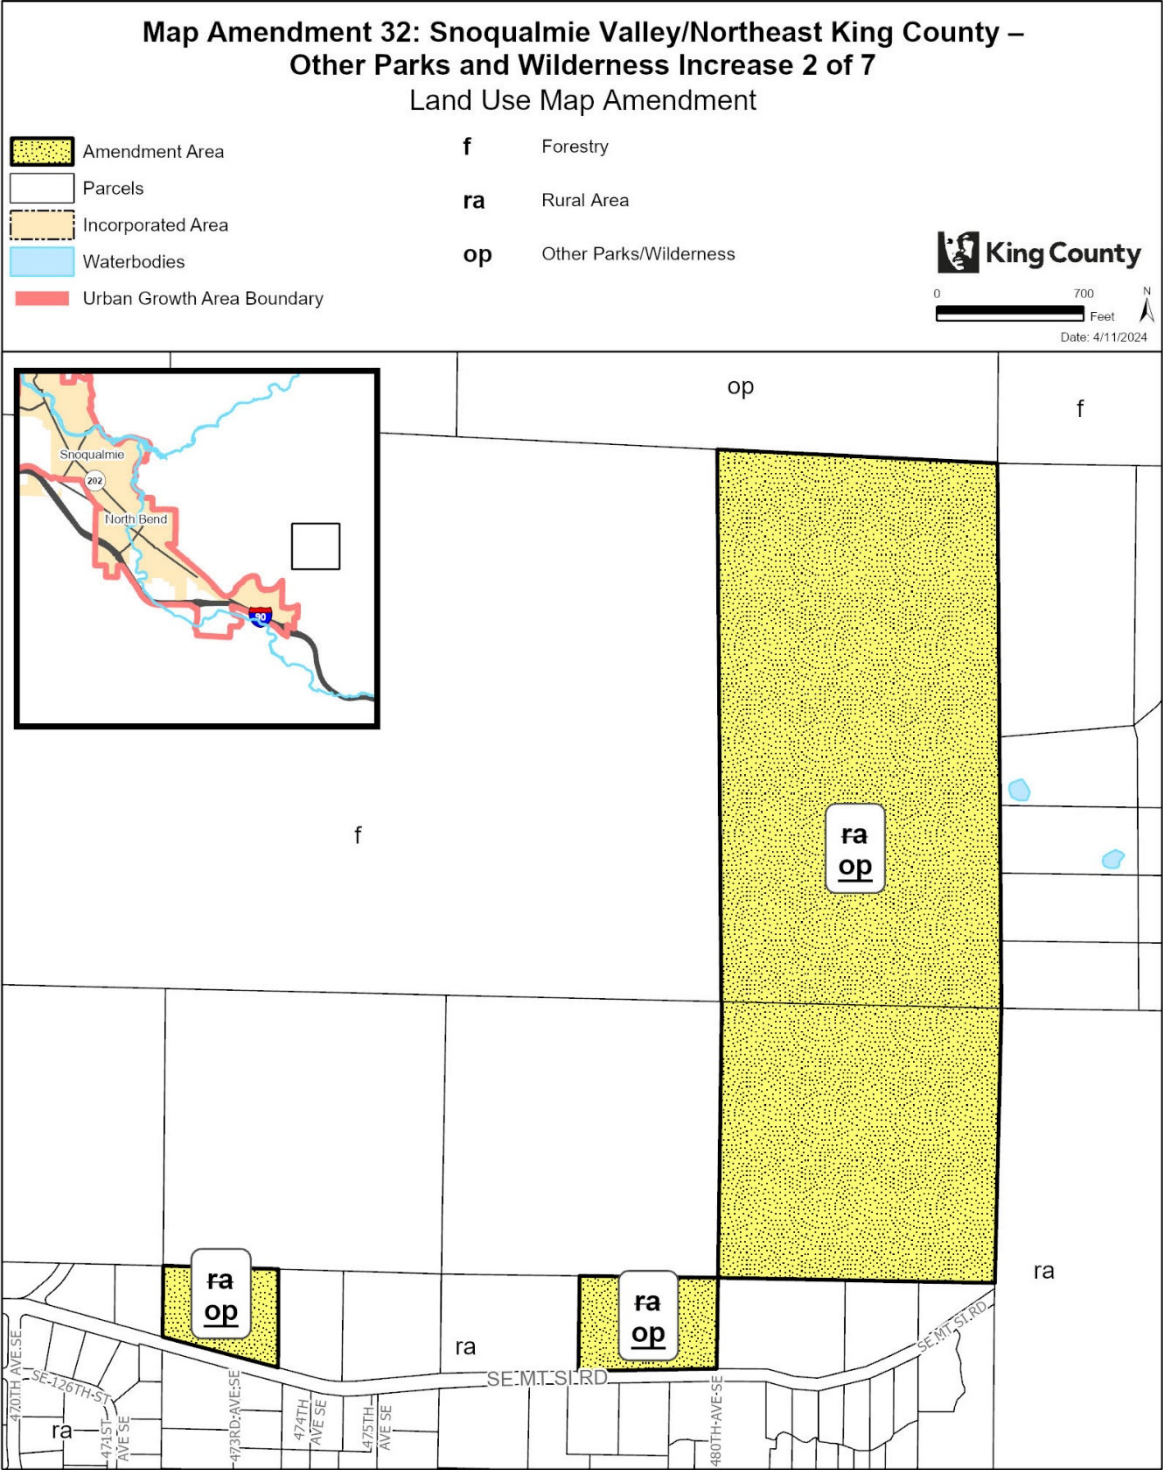 Map Amendment 32: Snoqualmie Valley/Northeast King County –
Other Parks and Wilderness Increase 2 of 7
Land Use Map Amendment
Amendment Area
Parcels
Incorporated Area
Waterbodies
Urban Growth Area Boundary
f Forestry
ra Rural Area
op Other Parks/Wilderness
King County
0 700
Feet
N
Date: 4/11/2024
op
f
Snoqualmie
202
North Bend
90
f
ra
op
ra
ra
op
ra
op
ra
SE MT SI RD
SE MT SI RD
470TH AVE SE
SE 126TH ST
ra
471ST
AVE SE
473RD AVE SE
474TH
AVE SE
475TH
AVE SE
480TH AVE SE